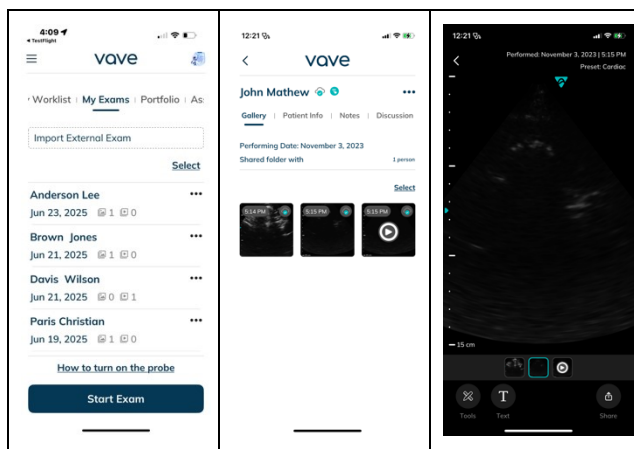 4:09
TestFlight
vave
Worklist My Exams Portfolio As
Import External Exam
Select
Anderson Lee
Jun 23, 2025 1 0
Brown Jones
Jun 21, 2025 1 0
Davis Wilson
Jun 21, 2025 0 1
Paris Christian
Jun 19, 2025 1 0
How to turn on the probe
Start Exam
12:21
vave
John Mathew
Gallery Patient Info Notes Discussion
Performing Date: November 3, 2023
Shared folder with 1 person
Select
5:14 PM 5:15 PM 5:15 PM
12:21
Performed: November 3, 2023 | 5:15 PM
Preset: Cardiac
15 cm
T
Tools Text Share